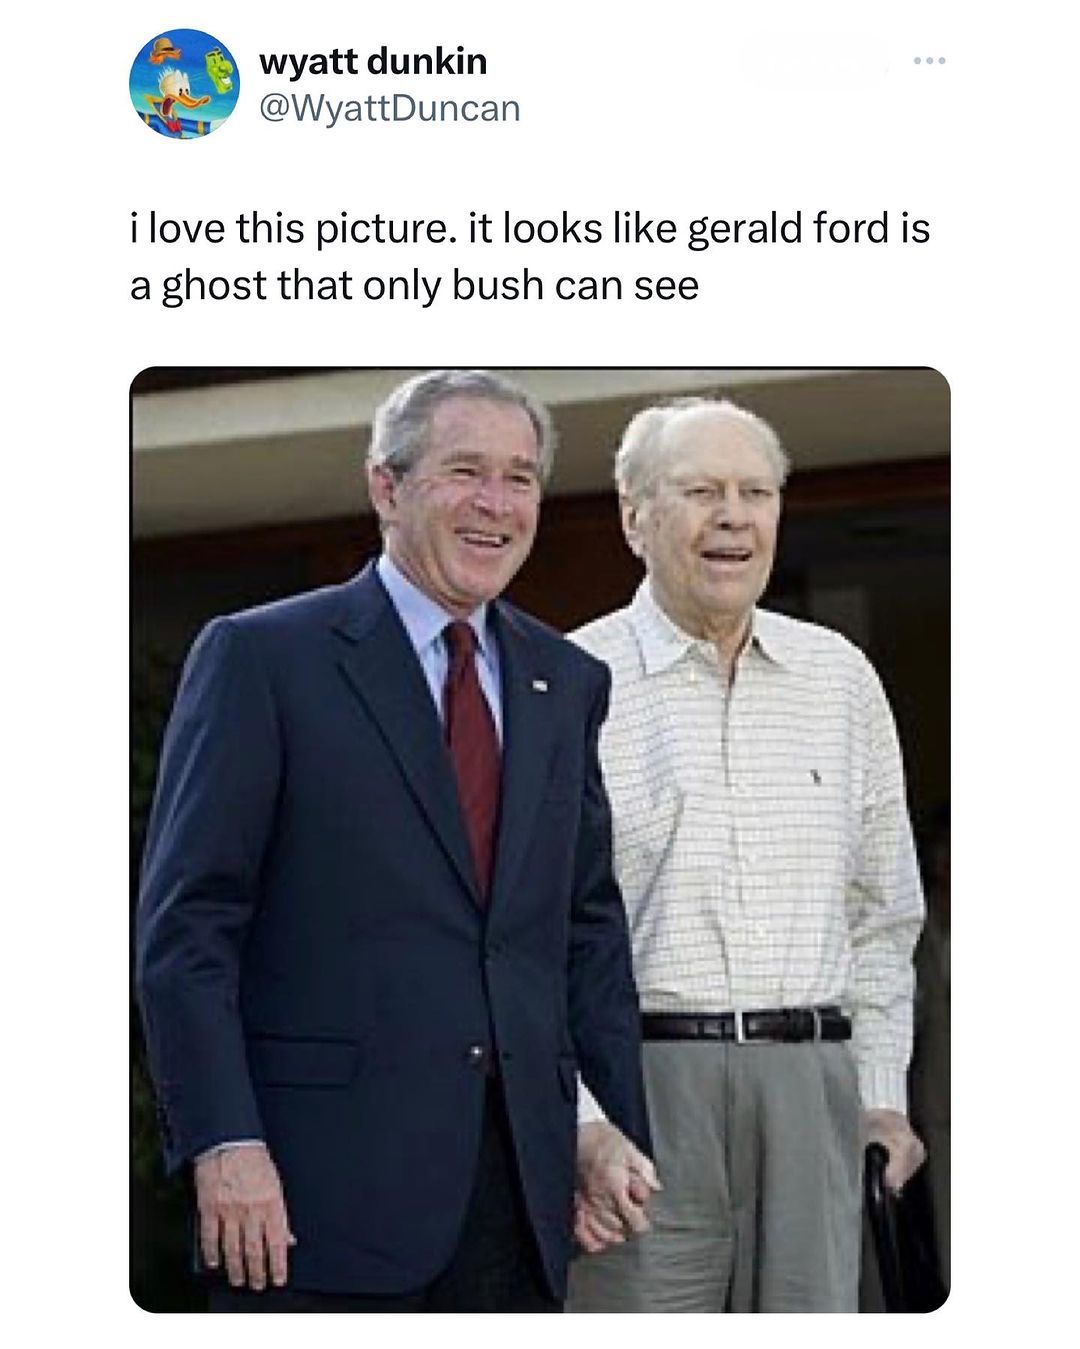 wyatt dunkin
@WyattDuncan
i love this picture. it looks like gerald ford is
a ghost that only bush can see